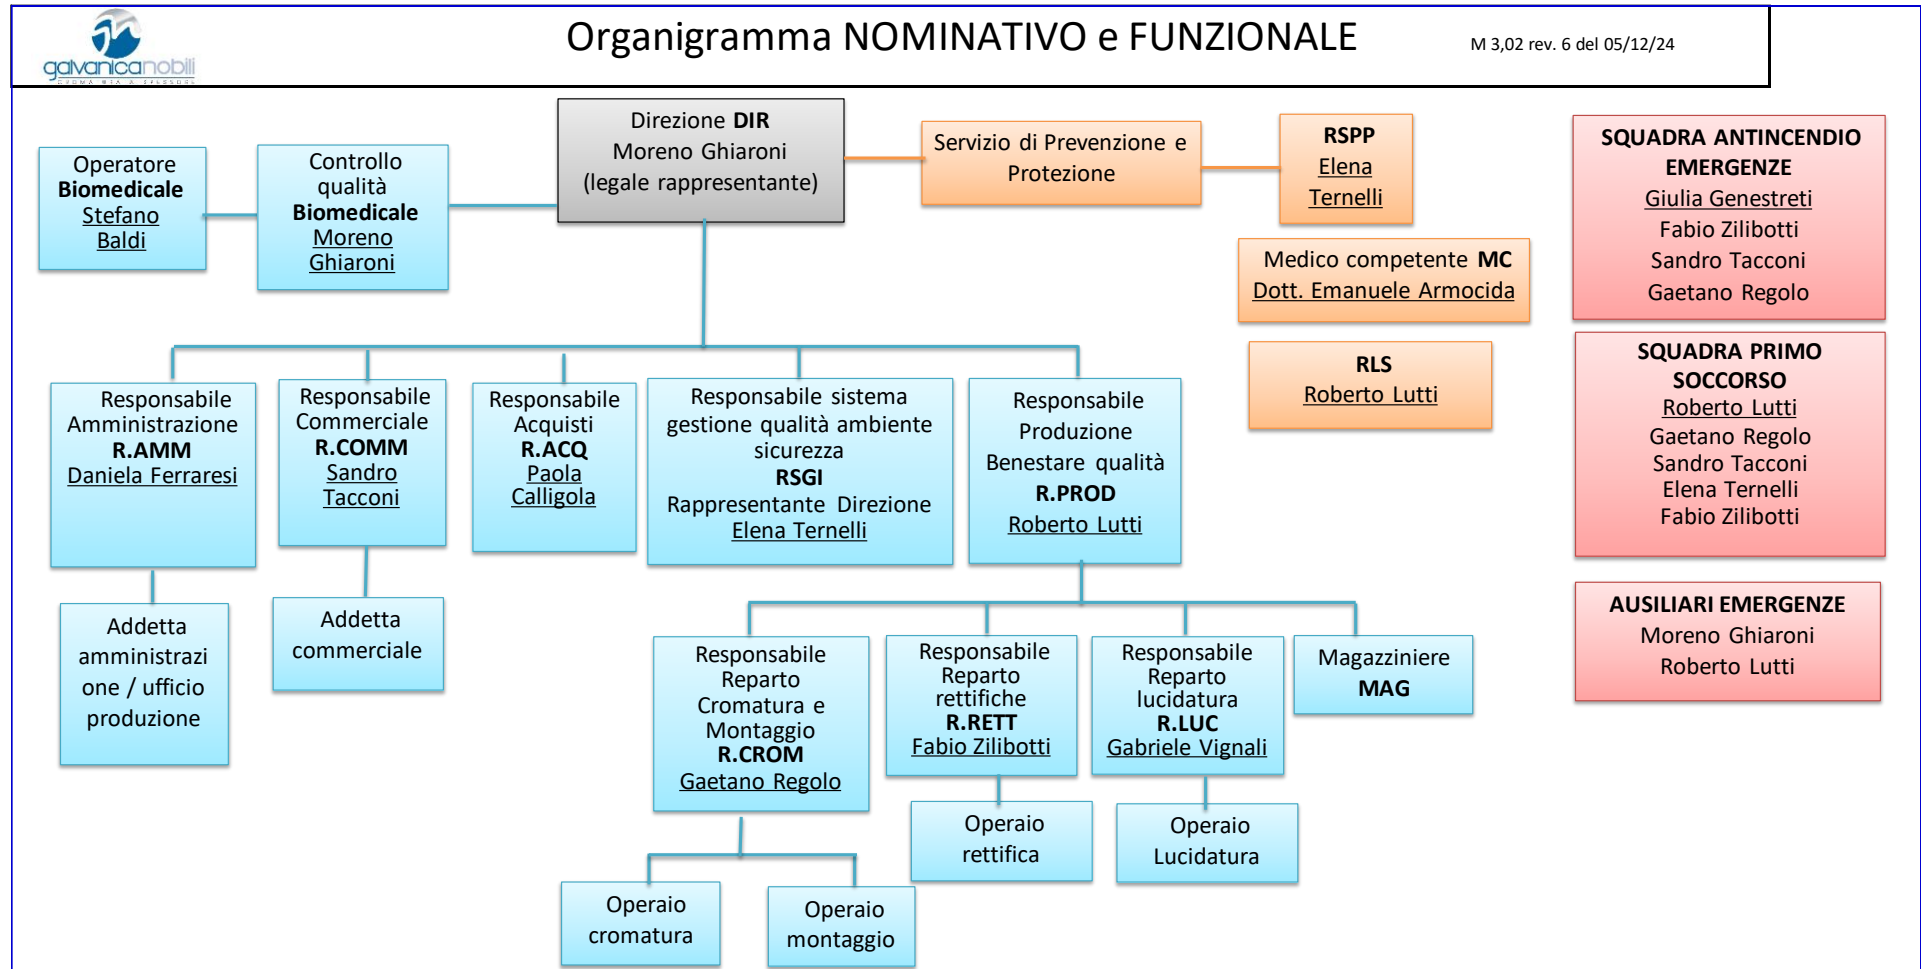 galvanicanobili
CROMATURA A SPESSORE
Organigramma NOMINATIVO e FUNZIONALE
M 3,02 rev. 6 del 05/12/24
Operatore
Biomedicale
Stefano
Baldi
Controllo
qualità
Biomedicale
Moreno
Ghiaroni
Direzione DIR
Moreno Ghiaroni
(legale rappresentante)
Servizio di Prevenzione e
Protezione
RSPP
Elena
Ternelli
Medico competente MC
Dott. Emanuele Armocida
RLS
Roberto Lutti
SQUADRA ANTINCENDIO
EMERGENZE
Giulia Genestreti
Fabio Zilibotti
Sandro Tacconi
Gaetano Regolo
SQUADRA PRIMO
SOCCORSO
Roberto Lutti
Gaetano Regolo
Sandro Tacconi
Elena Ternelli
Fabio Zilibotti
AUSILIARI EMERGENZE
Moreno Ghiaroni
Roberto Lutti
Responsabile
Amministrazione
R.AMM
Daniela Ferraresi
Responsabile
Commerciale
R.COMM
Sandro
Tacconi
Responsabile
Acquisti
R.ACQ
Paola
Calligola
Responsabile sistema
gestione qualità ambiente
sicurezza
RSGI
Rappresentante Direzione
Elena Ternelli
Responsabile
Produzione
Benestare qualità
R.PROD
Roberto Lutti
Addetta
amministrazi
one / ufficio
produzione
Addetta
commerciale
Responsabile
Reparto
Cromatura e
Montaggio
R.CROM
Gaetano Regolo
Responsabile
Reparto
rettifiche
R.RETT
Fabio Zilibotti
Responsabile
Reparto
lucidatura
R.LUC
Gabriele Vignali
Magazziniere
MAG
Operaio
cromatura
Operaio
montaggio
Operaio
rettifica
Operaio
Lucidatura